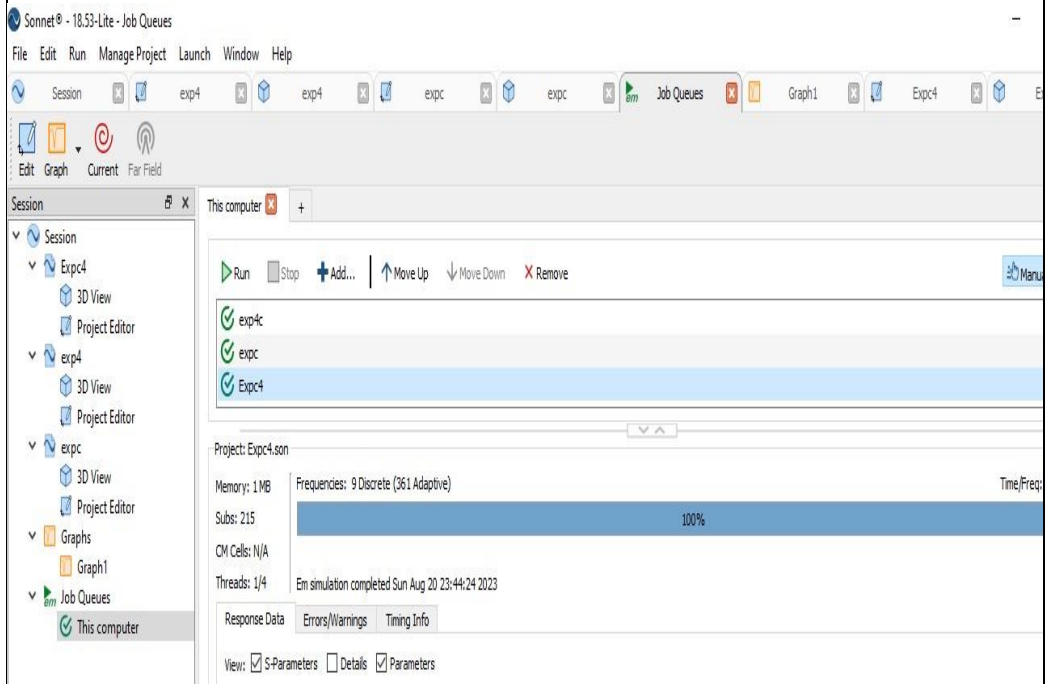 Sonnet® - 18.53-Lite - Job Queues
File Edit Run Manage Project Launch Window Help
Session exp4 exp4 expc expc em Job Queues Graph1 Expc4
Edit Graph Current Far Field
Session
This computer +
Session
Expc4
3D View
Project Editor
exp4
3D View
Project Editor
expc
3D View
Project Editor
Graphs
Graph1
em Job Queues
This computer
Run Stop Add... Move Up Move Down Remove
exp4c
expc
Expc4
Project: Expc4.son
Memory: 1 MB Frequencies: 9 Discrete (361 Adaptive) Time/Freq:
Subs: 215 100%
CM Cells: N/A
Threads: 1/4 Em simulation completed Sun Aug 20 23:44:24 2023
Response Data Errors/Warnings Timing Info
View: S-Parameters Details Parameters